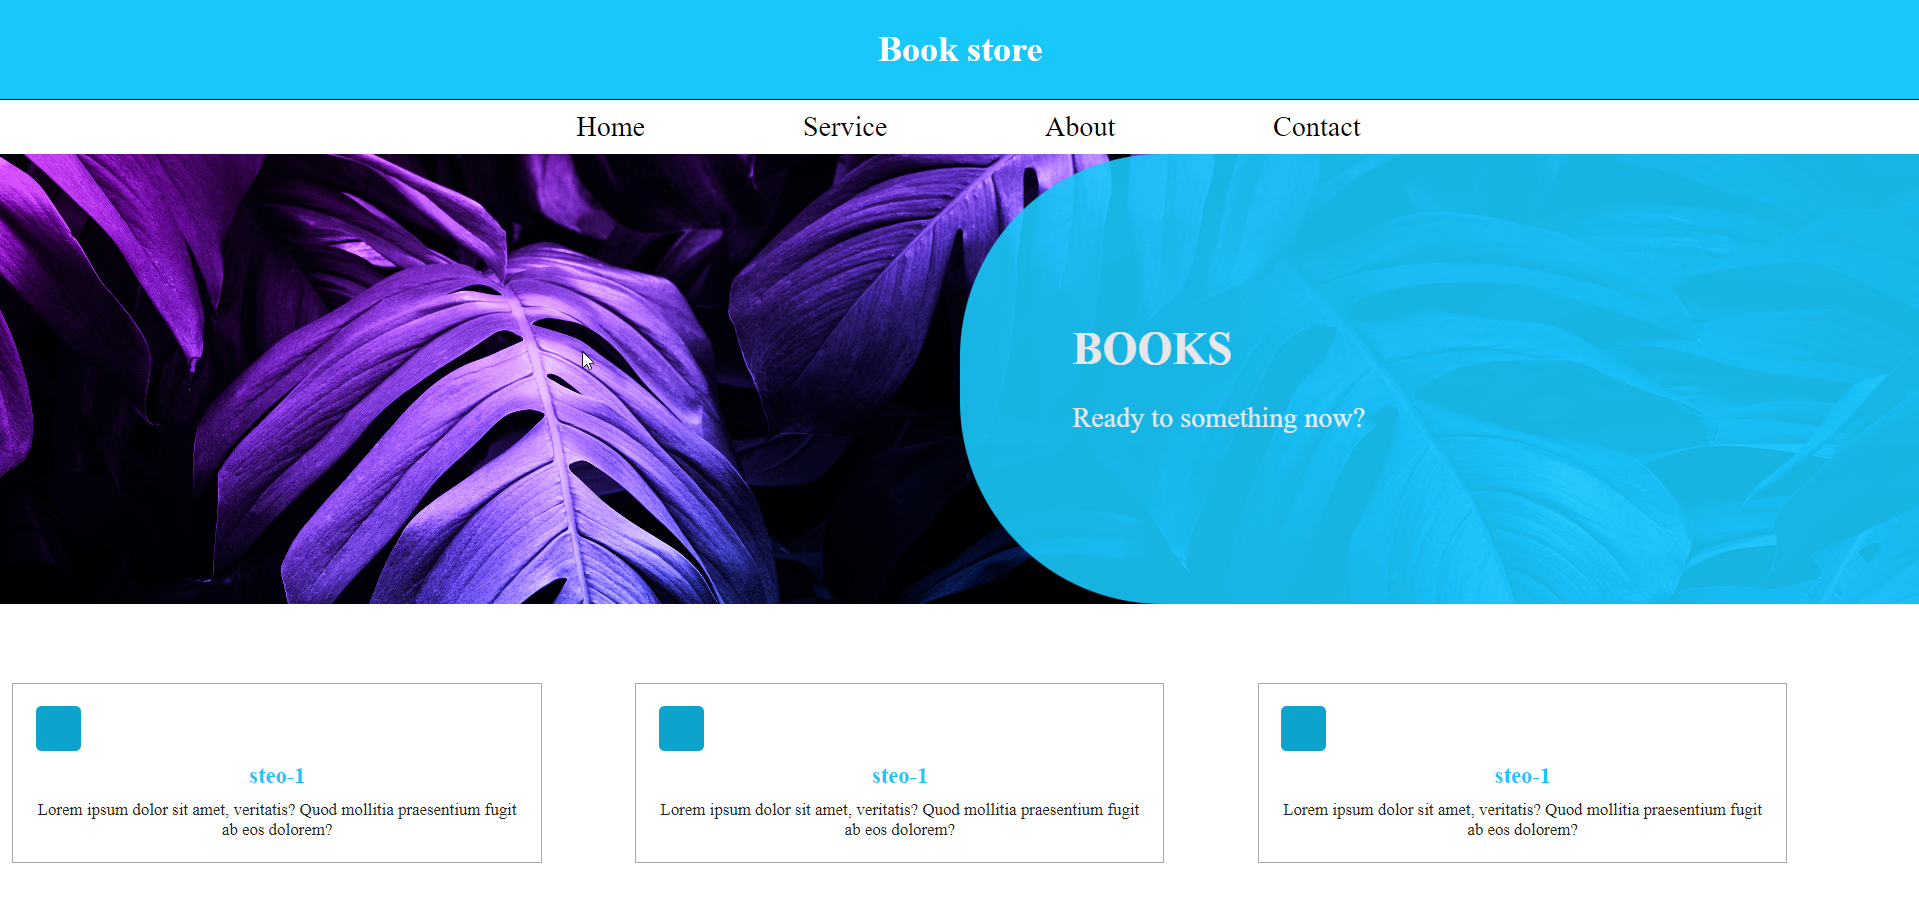 Book store
Home Service About Contact
BOOKS
Ready to something now?
steo-1
Lorem ipsum dolor sit amet, veritatis? Quod mollitia praesentium fugit
ab eos dolorem?
steo-1
Lorem ipsum dolor sit amet, veritatis? Quod mollitia praesentium fugit
ab eos dolorem?
steo-1
Lorem ipsum dolor sit amet, veritatis? Quod mollitia praesentium fugit
ab eos dolorem?